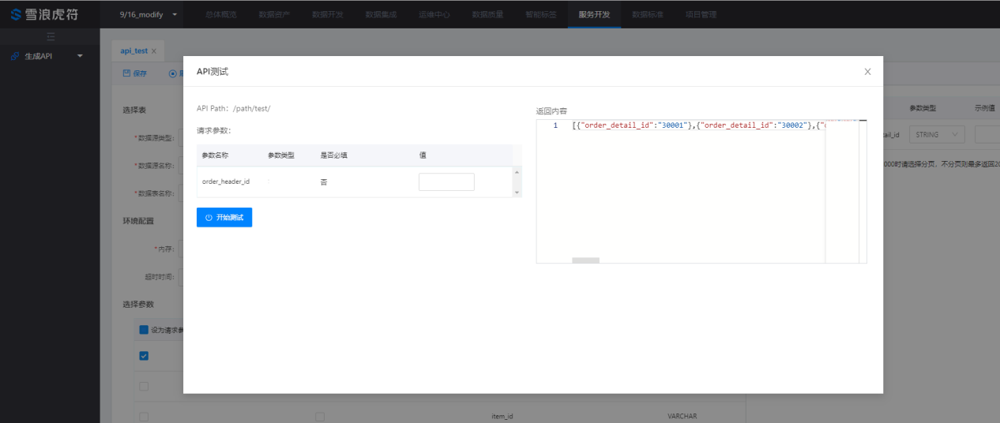 雪浪虎符
9/16_modify
总体概览 数据资产 数据开发 数据集成 运维中心 数据质量 智能标签 服务开发 数据标准 项目管理
生成API
api_test
保存
API测试
API Path: /path/test/
请求参数:
参数名称 参数类型 是否必填 值
order_header_id 否
开始测试
返回内容
1 [{"order_detail_id":"30001"},{"order_detail_id":"30002"},{"
选择表
*数据源类型:
*数据源名称:
*数据表名称:
环境配置
*内存:
超时时间:
选择参数
设为请求参
item_id VARCHAR
参数类型 示例值
ail_id STRING
000时请选择分页，不分页则最多返回20